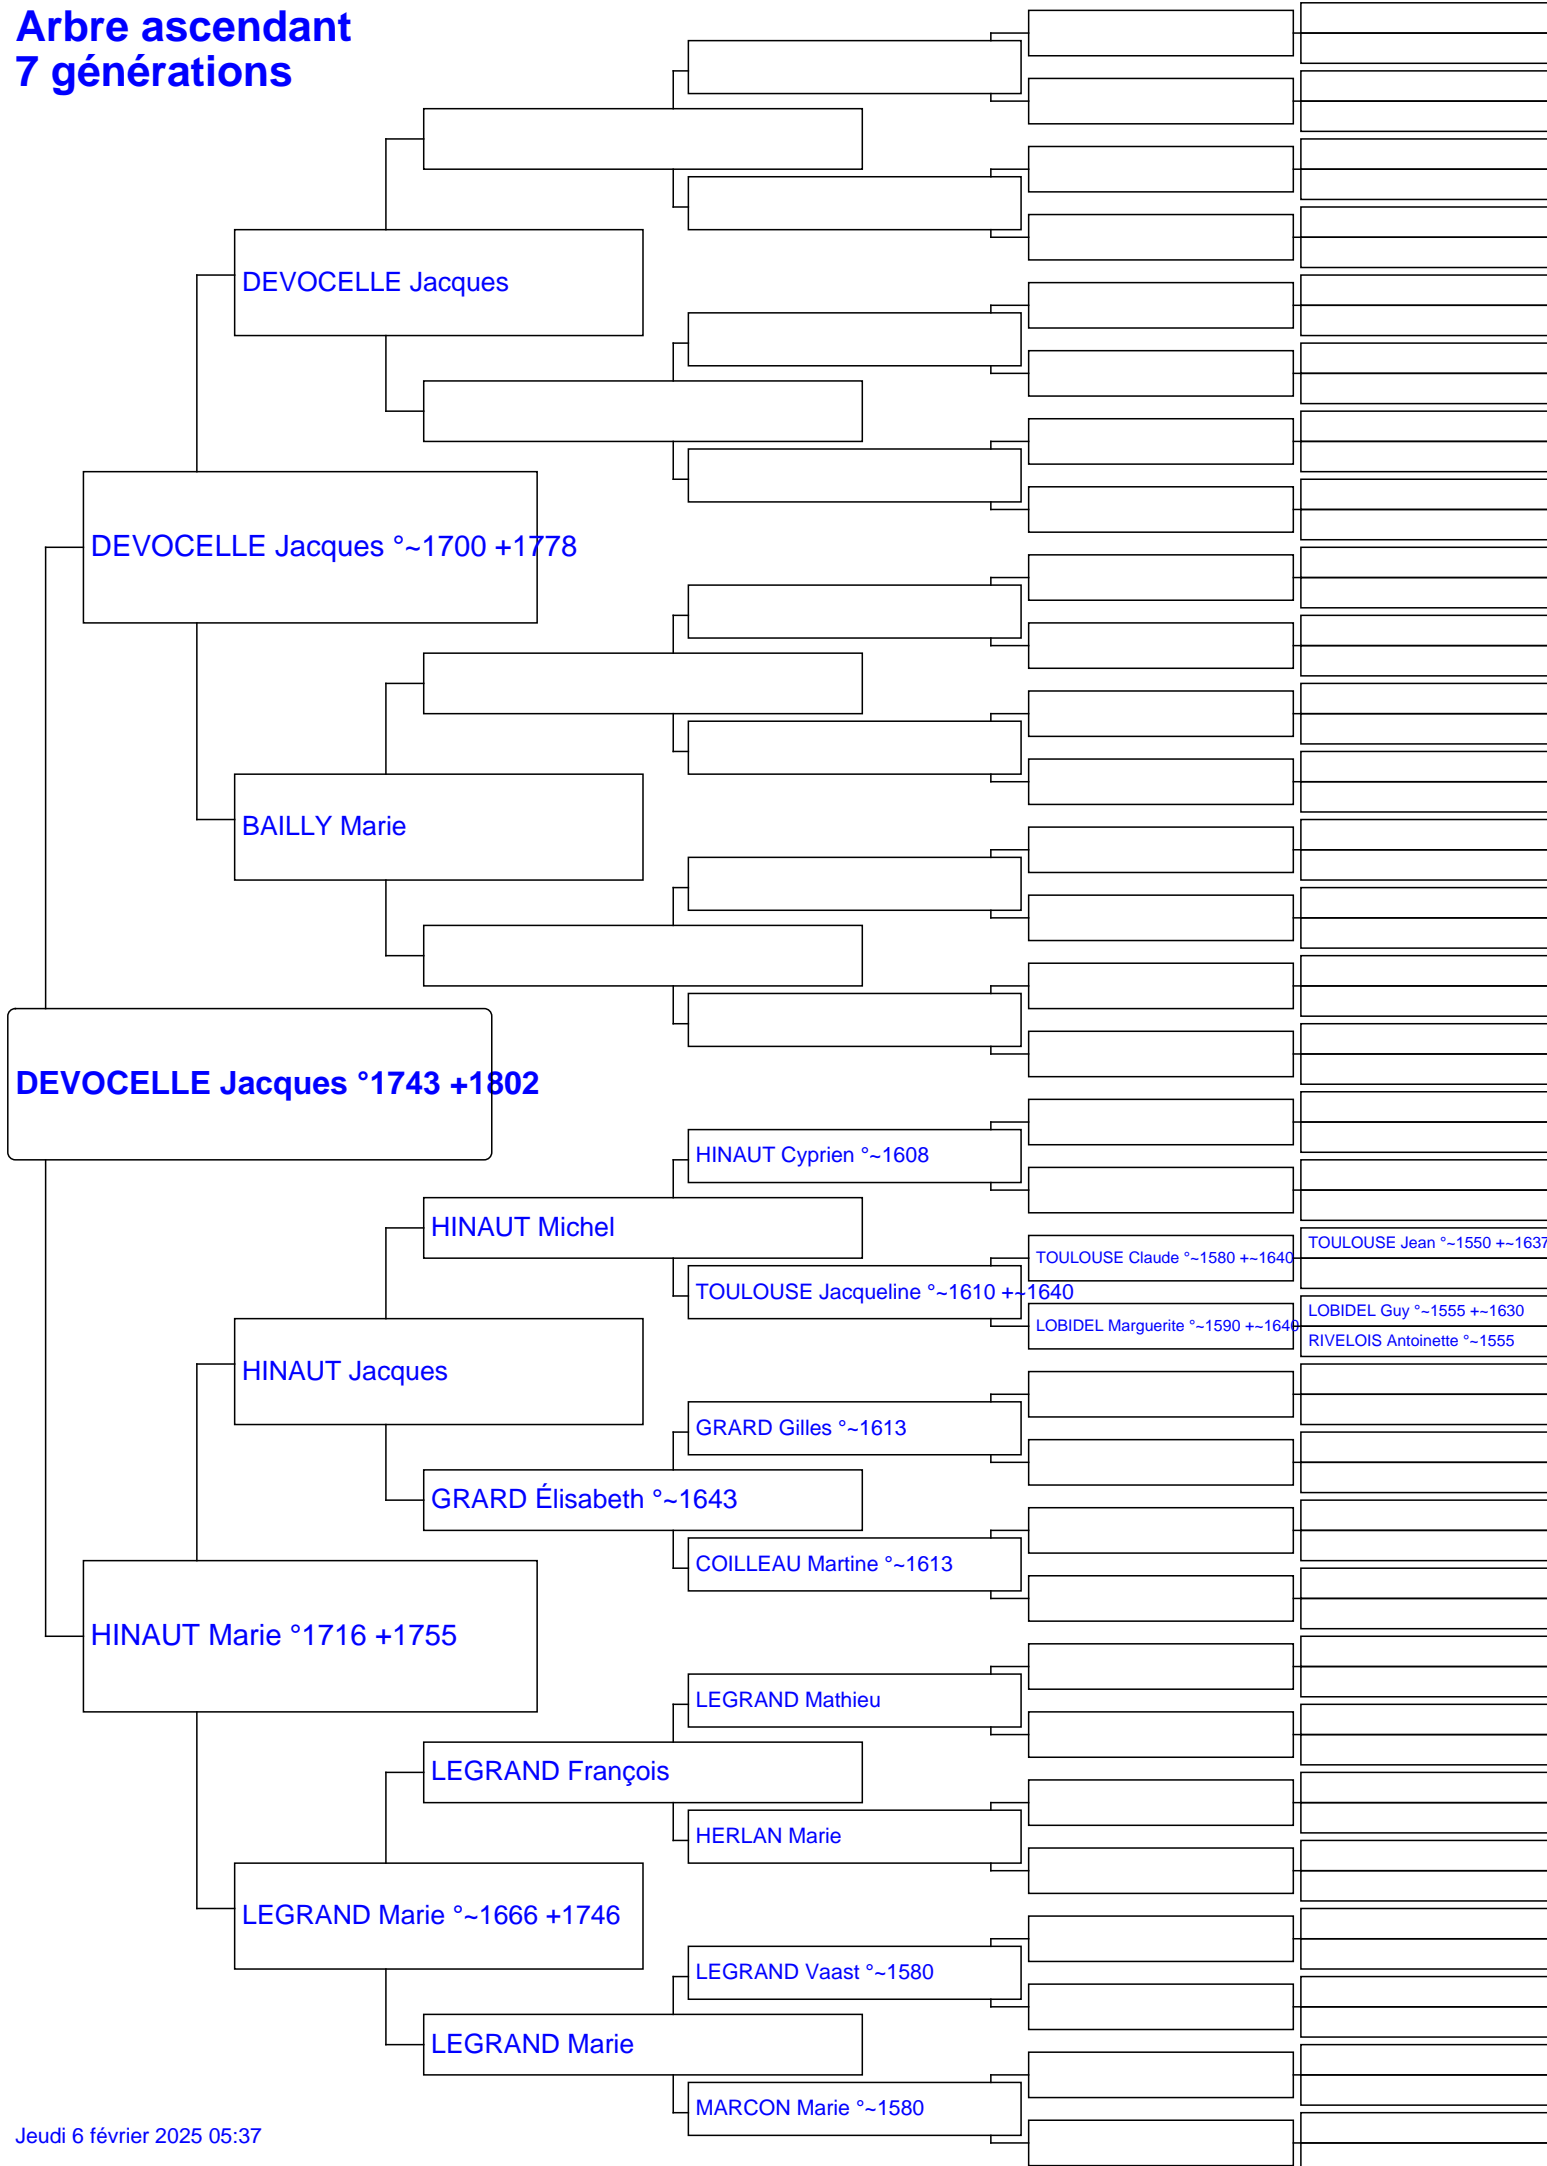 Arbre ascendant
7 générations
DEVOCELLE Jacques
DEVOCELLE Jacques °~1700 +1778
BAILLY Marie
DEVOCELLE Jacques °1743 +1802
HINAUT Cyprien °~1608
HINAUT Michel
TOULOUSE Jean °~1550 +~1637
TOULOUSE Claude °~1580 +~1640
TOULOUSE Jacqueline °~1610 +~1640
LOBIDEL Guy °~1555 +~1630
LOBIDEL Marguerite °~1590 +~1640
RIVELOIS Antoinette °~1555
HINAUT Jacques
GRARD Gilles °~1613
GRARD Élisabeth °~1643
COILLEAU Martine °~1613
HINAUT Marie °1716 +1755
LEGRAND Mathieu
LEGRAND François
HERLAN Marie
LEGRAND Marie °~1666 +1746
LEGRAND Vaast °~1580
LEGRAND Marie
MARCON Marie °~1580
Jeudi 6 février 2025 05:37